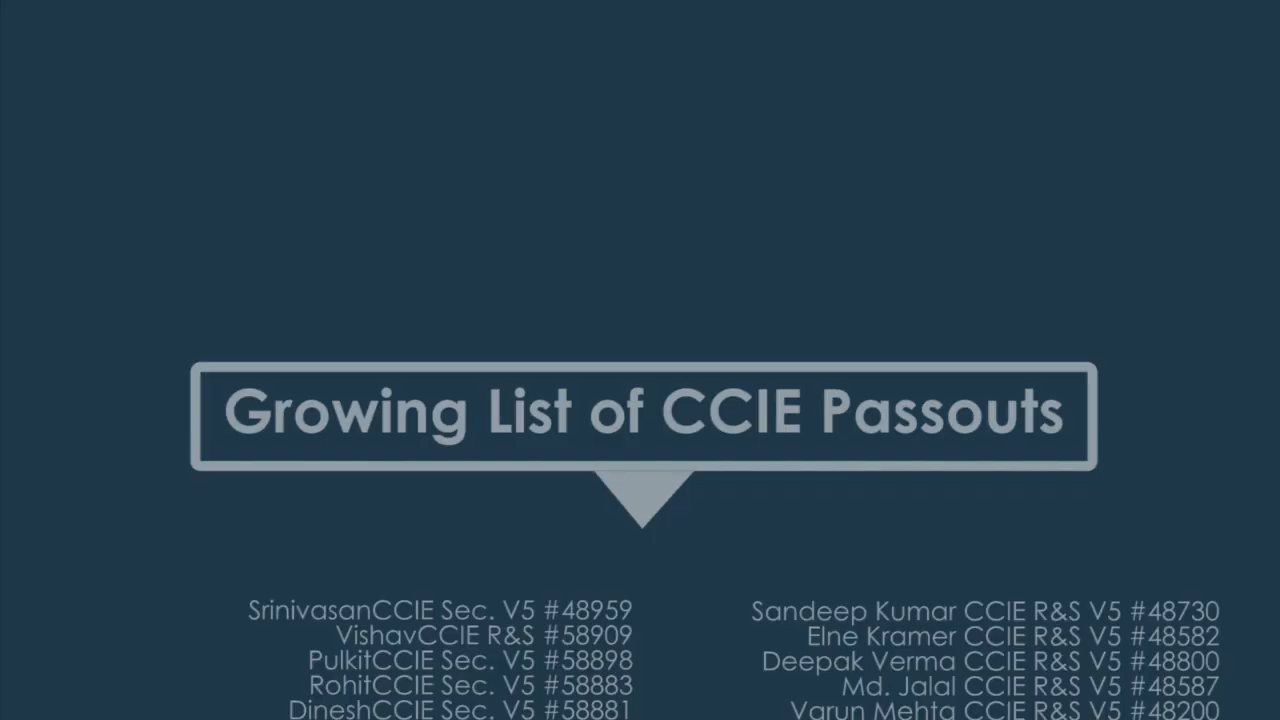 Growing List of CCIE Passouts
SrinivasanCCIE Sec. V5 #48959
VishavCCIE R&S #58909
PulkitCCIE Sec. V5 #58898
RohitCCIE Sec. V5 #58883
DineshCCIE Sec. V5 #58881
Sandeep Kumar CCIE R&S V5 #48730
Elne Kramer CCIE R&S V5 #48582
Deepak Verma CCIE R&S V5 #48800
Md. Jalal CCIE R&S V5 #48587
Varun Mehta CCIE R&S V5 #48200